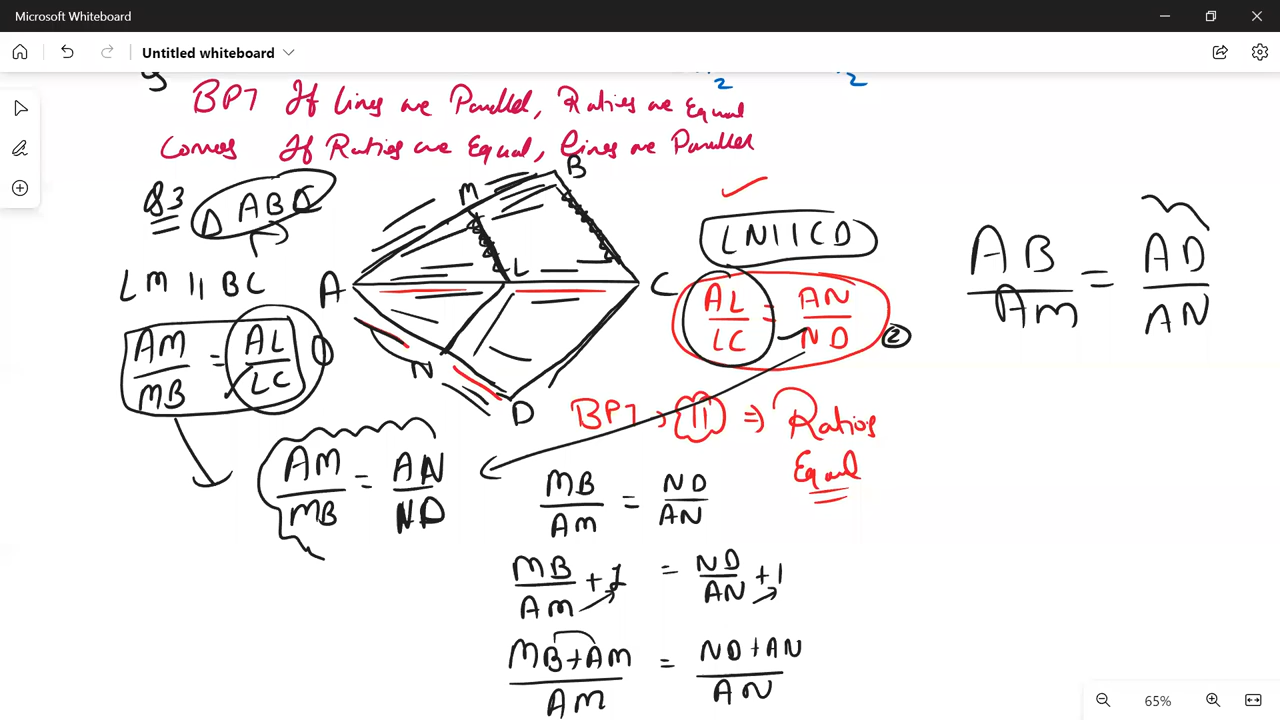 Microsoft Whiteboard
Untitled whiteboard
2 2
BPT If Lines are Parallel, Ratios are Equal
If Ratios are Equal, Lines are Parallel
Q3 Δ ABC
LM || BC
AM/MB = AL/LC ①
A M B L C N D
LN || CD
AL/LC = AN/ND ②
AB/AM = AD/AN
BPT, || ⇒ Ratios
Equal
AM/MB = AN/ND
MB/AM = ND/AN
MB/AM + 1 = ND/AN + 1
MB+AM/AM = ND+AN/AN
65%